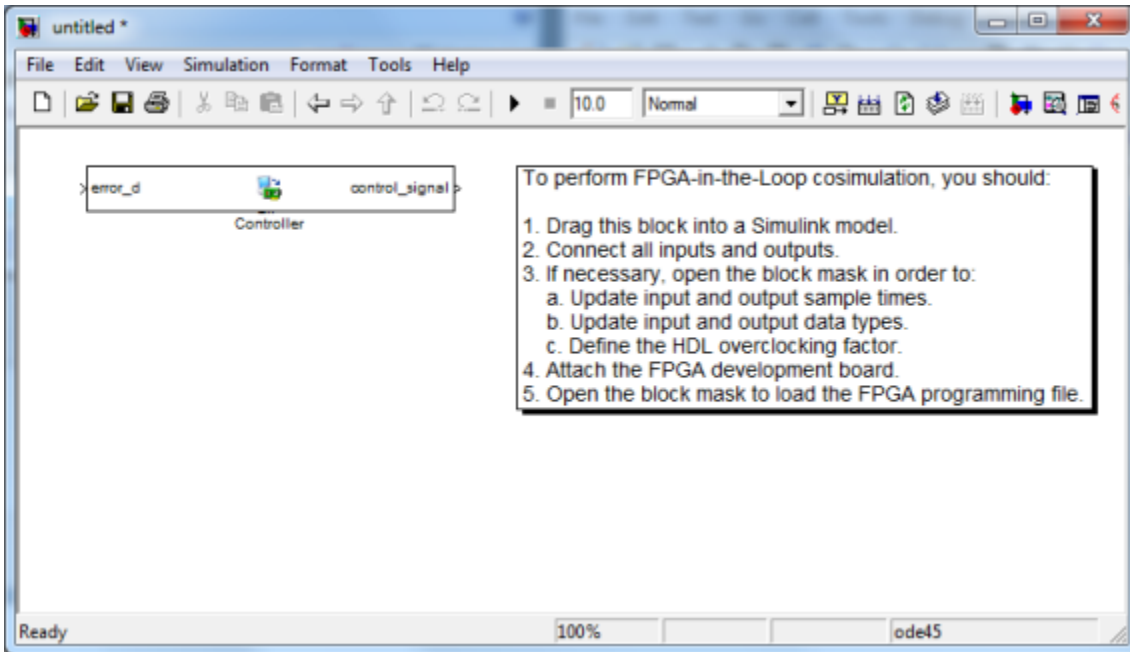 untitled *
File Edit View Simulation Format Tools Help
10.0 Normal
error_d control_signal
Controller
To perform FPGA-in-the-Loop cosimulation, you should:
1. Drag this block into a Simulink model.
2. Connect all inputs and outputs.
3. If necessary, open the block mask in order to:
a. Update input and output sample times.
b. Update input and output data types.
c. Define the HDL overclocking factor.
4. Attach the FPGA development board.
5. Open the block mask to load the FPGA programming file.
Ready 100% ode45